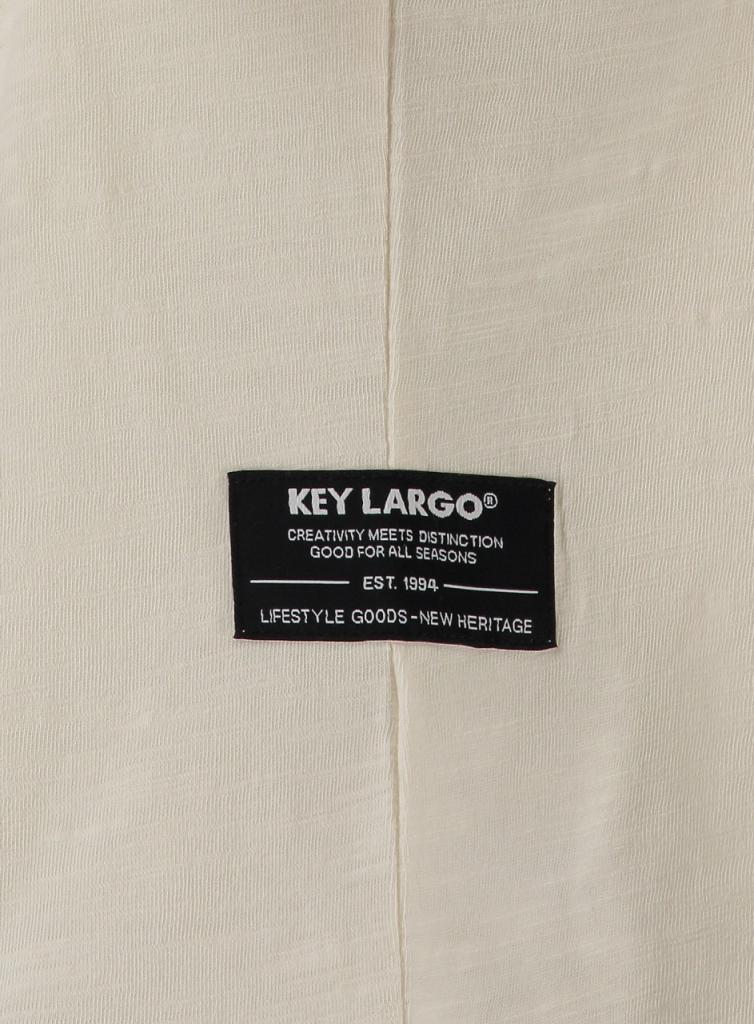 KEY LARGO®
CREATIVITY MEETS DISTINCTION
GOOD FOR ALL SEASONS
EST. 1994
LIFESTYLE GOODS-NEW HERITAGE